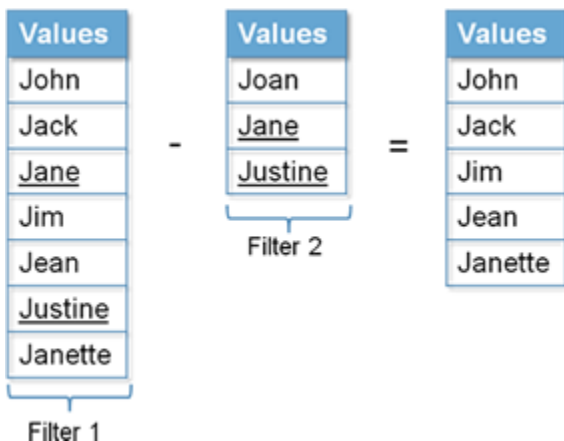 Values
John
Jack
Jane
Jim
Jean
Justine
Janette
Filter 1
-
Values
Joan
Jane
Justine
Filter 2
=
Values
John
Jack
Jim
Jean
Janette